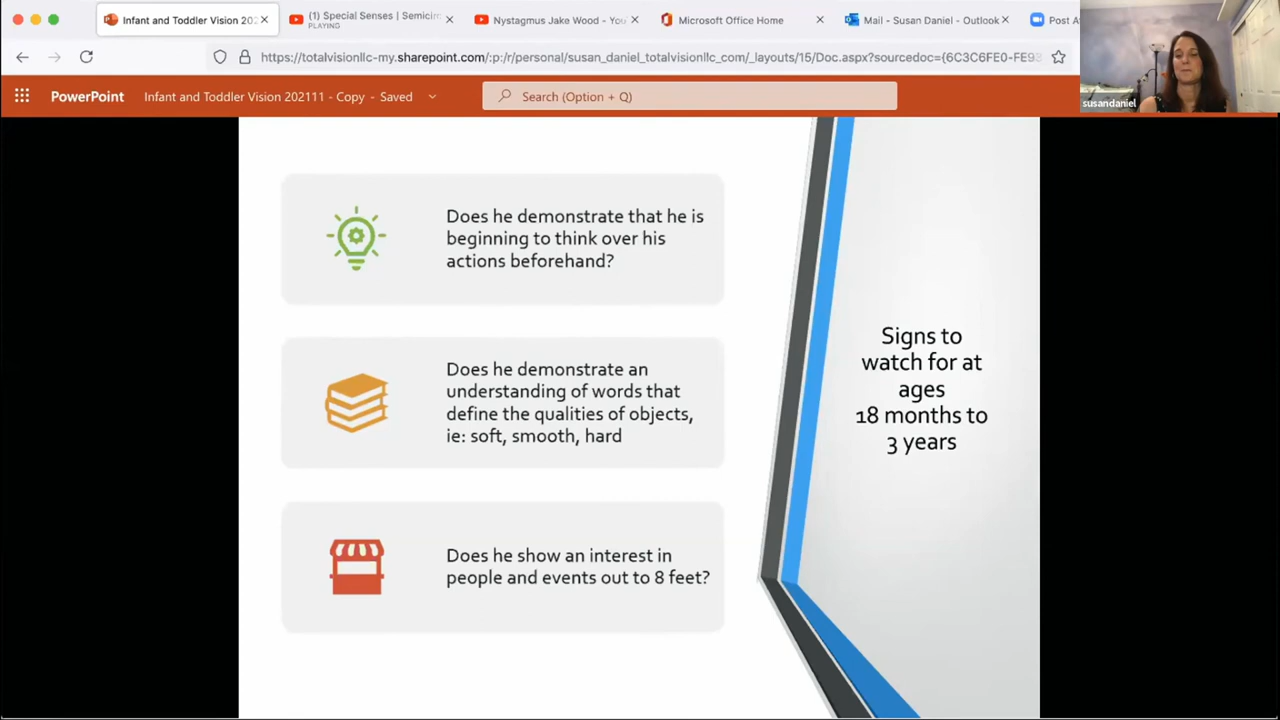 Infant and Toddler Vision 202
(1) Special Senses | Semicirc
PLAYING
Nystagmus Jake Wood - You
Microsoft Office Home
Mail - Susan Daniel - Outlook
Post A
https://totalvisionllc-my.sharepoint.com/:p:/r/personal/susan_daniel_totalvisionllc_com/_layouts/15/Doc.aspx?sourcedoc={6C3C6FE0-FE93
PowerPoint
Infant and Toddler Vision 202111 - Copy - Saved
Search (Option + Q)
susandaniel
Does he demonstrate that he is
beginning to think over his
actions beforehand?
Does he demonstrate an
understanding of words that
define the qualities of objects,
ie: soft, smooth, hard
Does he show an interest in
people and events out to 8 feet?
Signs to
watch for at
ages
18 months to
3 years